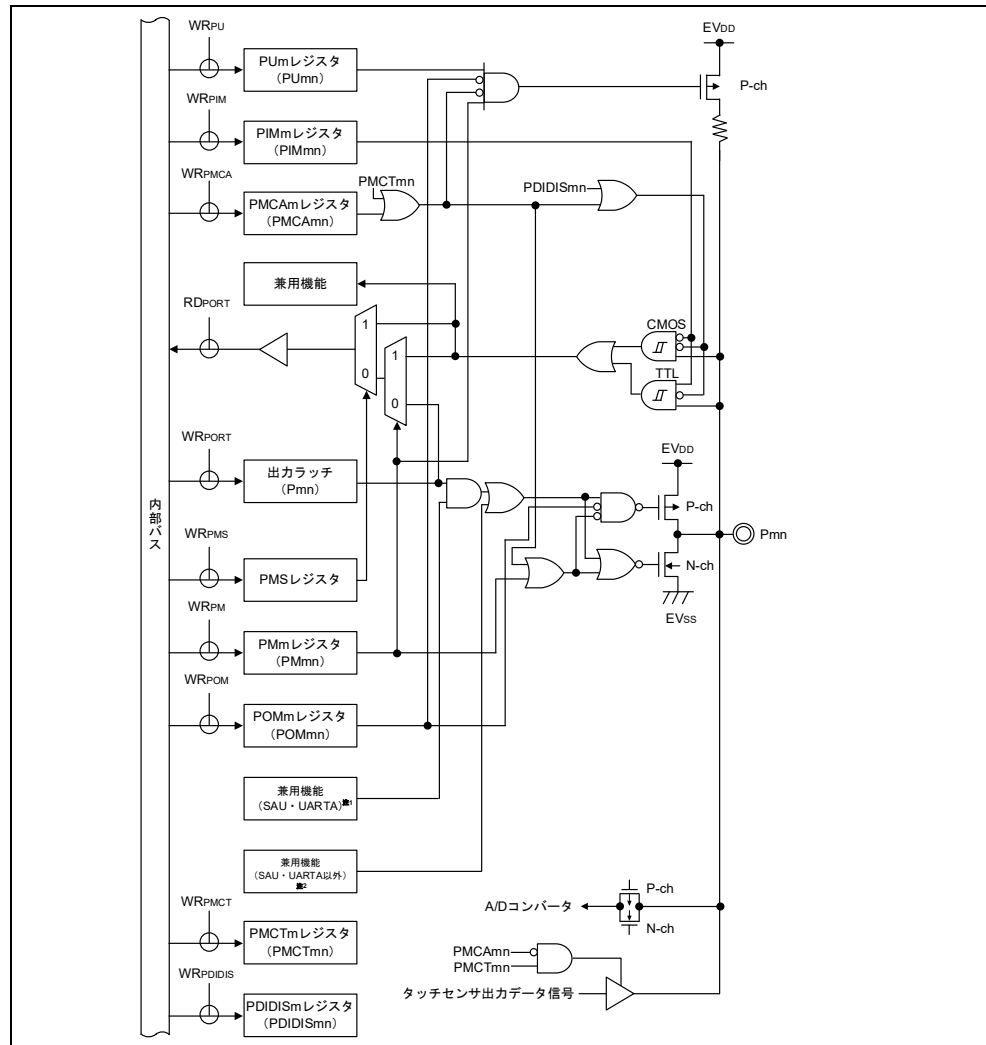 WRPU
PUmレジスタ
(PUmn)
EVDD
P-ch
WRPIM
PIMmレジスタ
(PIMmn)
WRPMCA
PMCAmレジスタ
(PMCAmn)
PMCTmn
PDIDISmn
兼用機能
RDPORT
1
0
1
0
CMOS
TTL
WRPORT
出力ラッチ
(Pmn)
EVDD
P-ch
Pmn
N-ch
EVSS
内部バス
WRPMS
PMSレジスタ
WRPM
PMmレジスタ
(PMmn)
WRPOM
POMmレジスタ
(POMmn)
兼用機能
(SAU・UARTA)注1
兼用機能
(SAU・UARTA以外)
注2
P-ch
A/Dコンバータ
N-ch
WRPMCT
PMCTmレジスタ
(PMCTmn)
PMCAmn
PMCTmn
WRPDIDIS
PDIDISmレジスタ
(PDIDISmn)
タッチセンサ出力データ信号